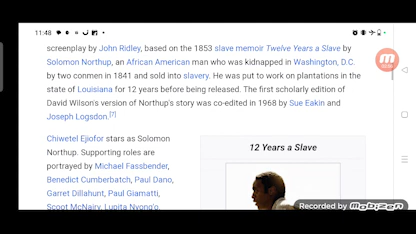 11:48
screenplay by John Ridley, based on the 1853 slave memoir Twelve Years a Slave by
Solomon Northup, an African American man who was kidnapped in Washington, D.C.
by two conmen in 1841 and sold into slavery. He was put to work on plantations in the
state of Louisiana for 12 years before being released. The first scholarly edition of
David Wilson's version of Northup's story was co-edited in 1968 by Sue Eakin and
Joseph Logsdon.[7]
Chiwetel Ejiofor stars as Solomon
Northup. Supporting roles are
portrayed by Michael Fassbender,
Benedict Cumberbatch, Paul Dano,
Garret Dillahunt, Paul Giamatti,
Scoot McNairy, Lupita Nyong'o,
12 Years a Slave
Recorded by Mobizen